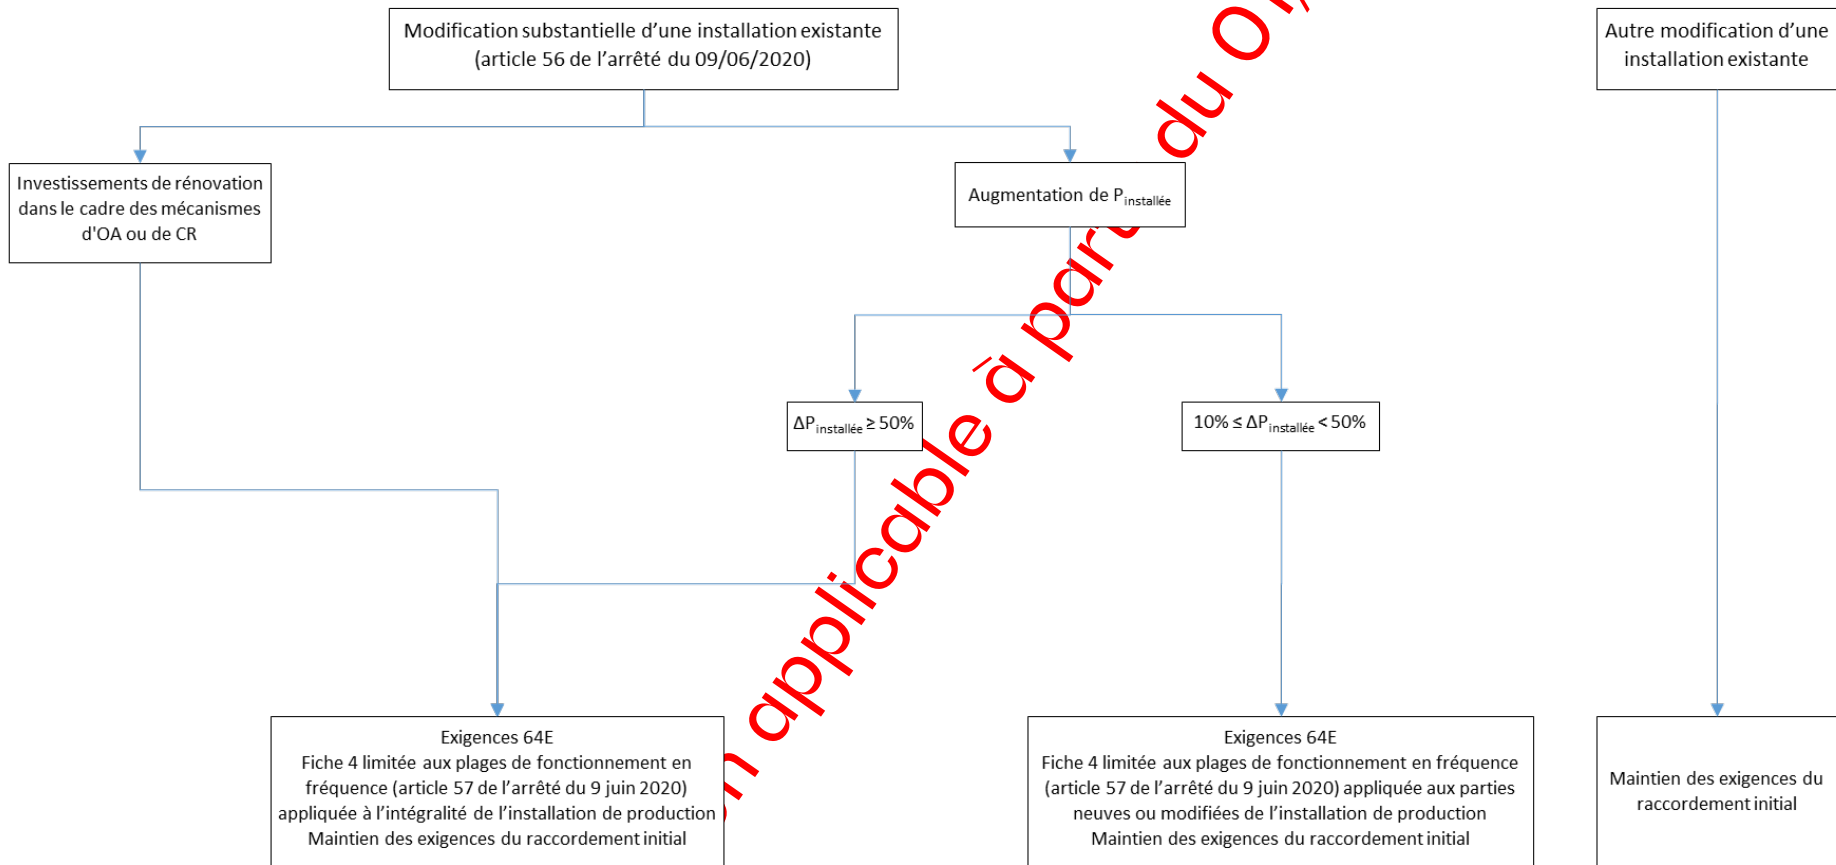 Modification substantielle d’une installation existante
(article 56 de l’arrêté du 09/06/2020)
Autre modification d’une
installation existante
Investissements de rénovation
dans le cadre des mécanismes
d'OA ou de CR
Augmentation de Pinstallée
ΔPinstallée ≥ 50%
10% ≤ ΔPinstallée < 50%
Exigences 64E
Fiche 4 limitée aux plages de fonctionnement en
fréquence (article 57 de l’arrêté du 9 juin 2020)
appliquée à l’intégralité de l’installation de production
Maintien des exigences du raccordement initial
Exigences 64E
Fiche 4 limitée aux plages de fonctionnement en fréquence
(article 57 de l’arrêté du 9 juin 2020) appliquée aux parties
neuves ou modifiées de l’installation de production
Maintien des exigences du raccordement initial
Maintien des exigences du
raccordement initial
applicable à partir du 01/